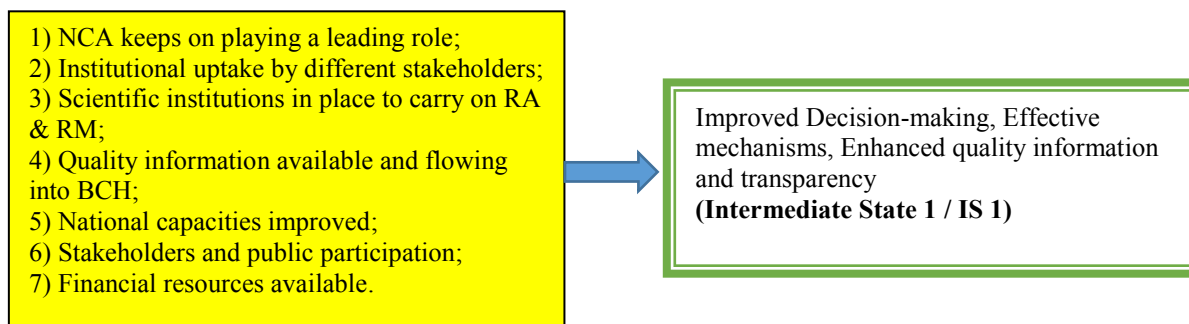 1) NCA keeps on playing a leading role;
2) Institutional uptake by different stakeholders;
3) Scientific institutions in place to carry on RA
& RM;
4) Quality information available and flowing
into BCH;
5) National capacities improved;
6) Stakeholders and public participation;
7) Financial resources available.
Improved Decision-making, Effective
mechanisms, Enhanced quality information
and transparency
(Intermediate State 1 / IS 1)